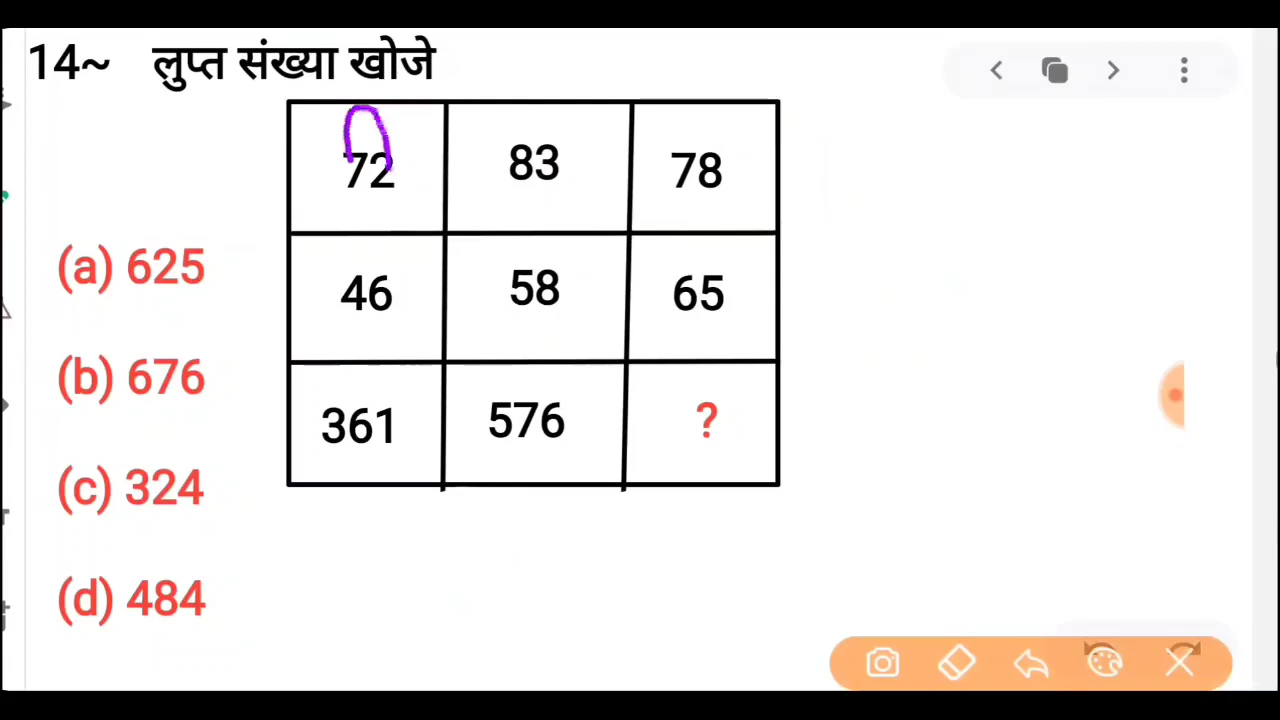 14~ लुप्त संख्या खोजे
72 83 78
(a) 625
46 58 65
(b) 676
361 576 ?
(c) 324
(d) 484